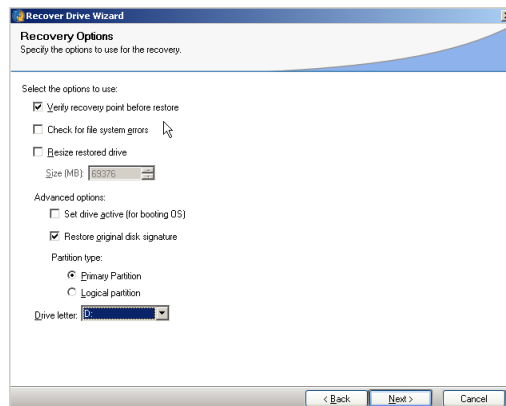 Recover Drive Wizard
Recovery Options
Specify the options to use for the recovery.
Select the options to use:
Verify recovery point before restore
Check for file system errors
Resize restored drive
Size (MB): 69376
Advanced options:
Set drive active (for booting OS)
Restore original disk signature
Partition type:
Primary Partition
Logical partition
Drive letter: D:
< Back Next > Cancel